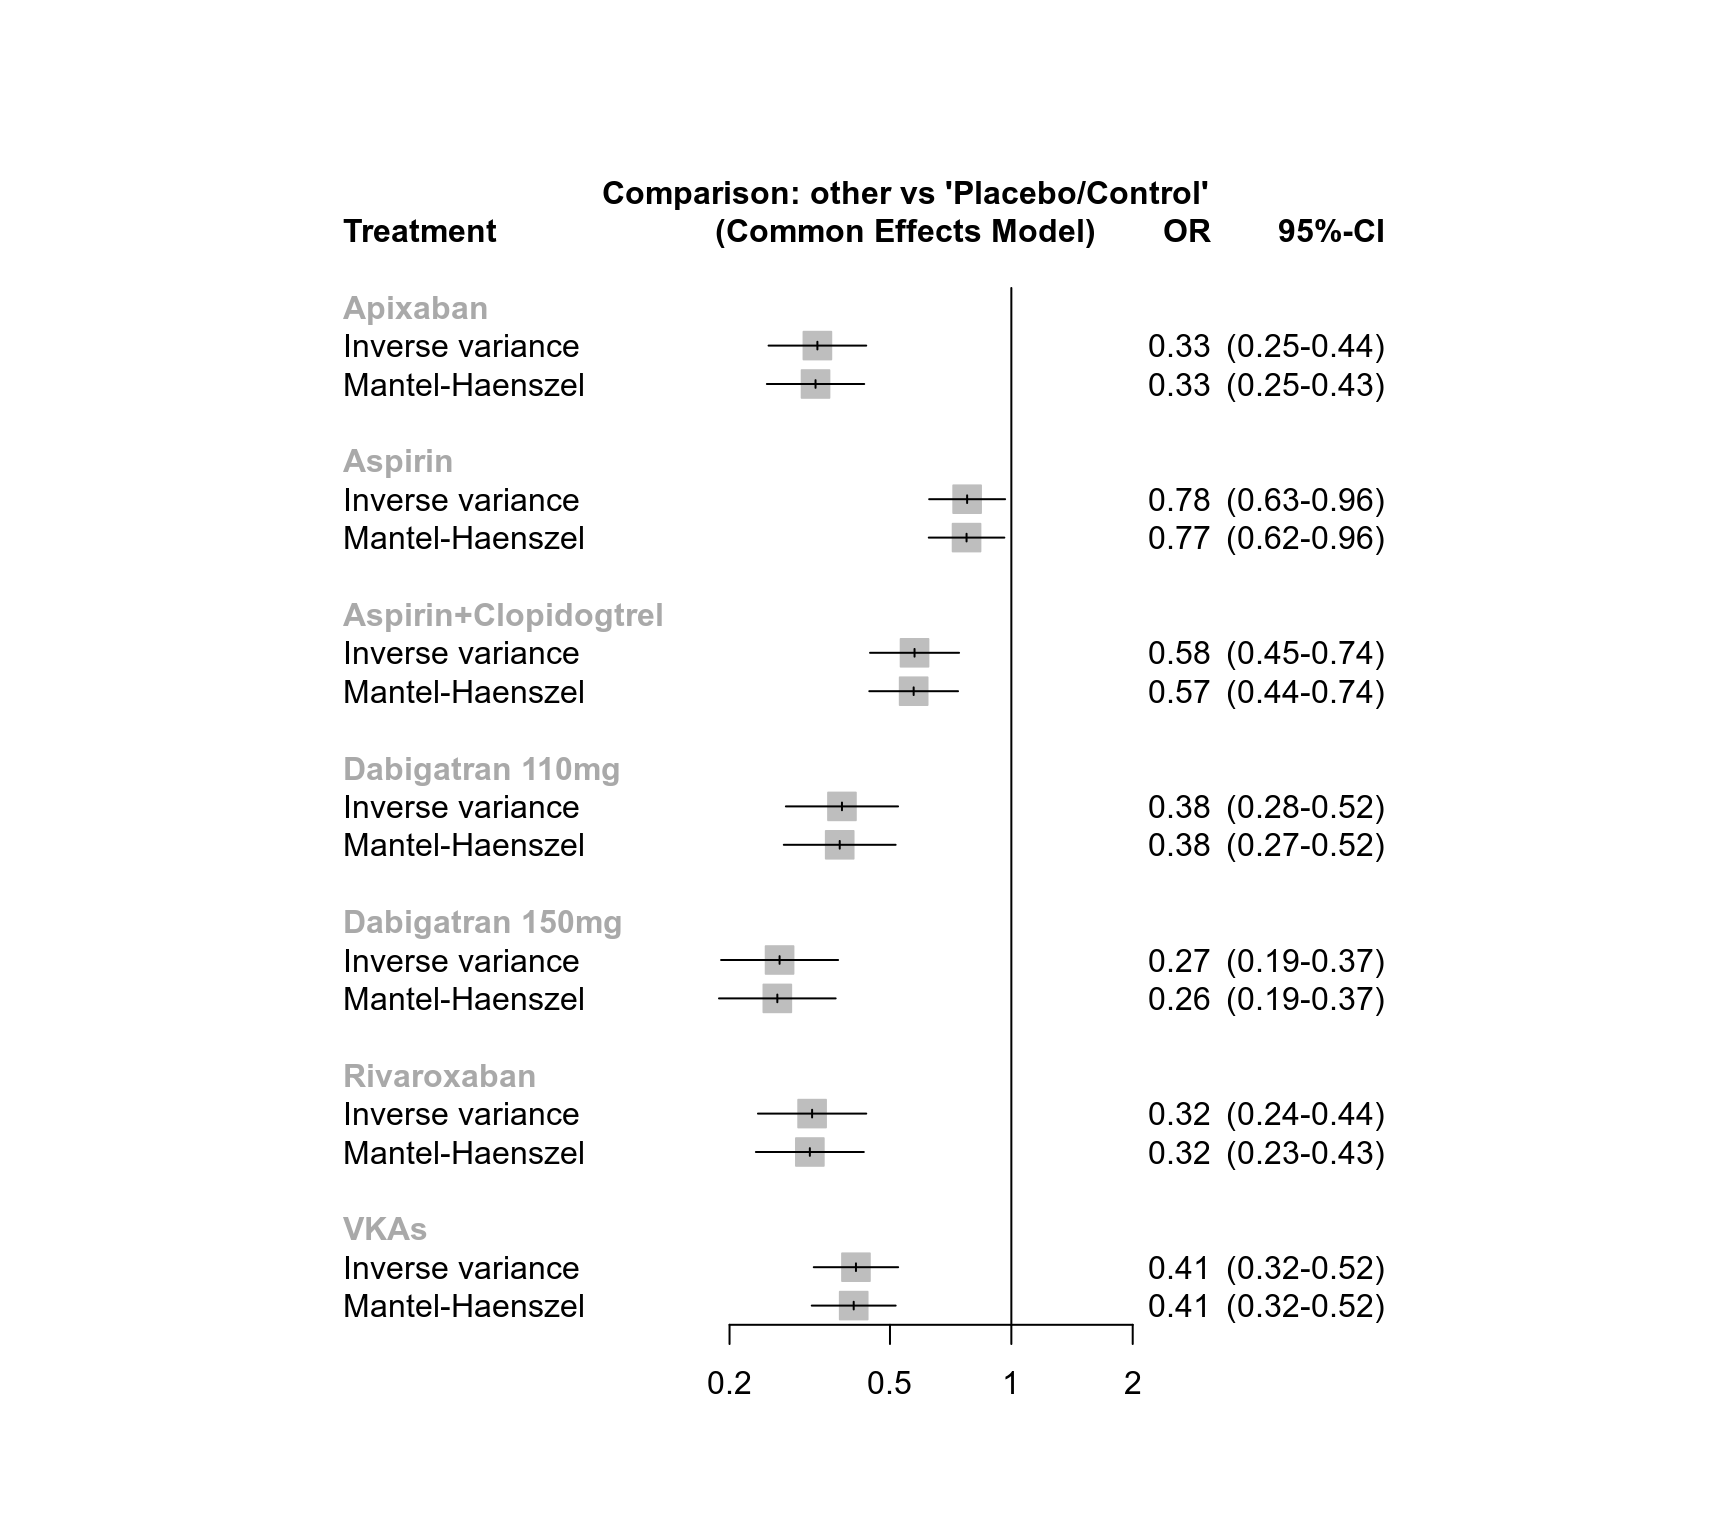 Comparison: other vs 'Placebo/Control'
Treatment (Common Effects Model) OR 95%-CI
Apixaban
Inverse variance 0.33 (0.25-0.44)
Mantel-Haenszel 0.33 (0.25-0.43)
Aspirin
Inverse variance 0.78 (0.63-0.96)
Mantel-Haenszel 0.77 (0.62-0.96)
Aspirin+Clopidogtrel
Inverse variance 0.58 (0.45-0.74)
Mantel-Haenszel 0.57 (0.44-0.74)
Dabigatran 110mg
Inverse variance 0.38 (0.28-0.52)
Mantel-Haenszel 0.38 (0.27-0.52)
Dabigatran 150mg
Inverse variance 0.27 (0.19-0.37)
Mantel-Haenszel 0.26 (0.19-0.37)
Rivaroxaban
Inverse variance 0.32 (0.24-0.44)
Mantel-Haenszel 0.32 (0.23-0.43)
VKAs
Inverse variance 0.41 (0.32-0.52)
Mantel-Haenszel 0.41 (0.32-0.52)
0.2 0.5 1 2